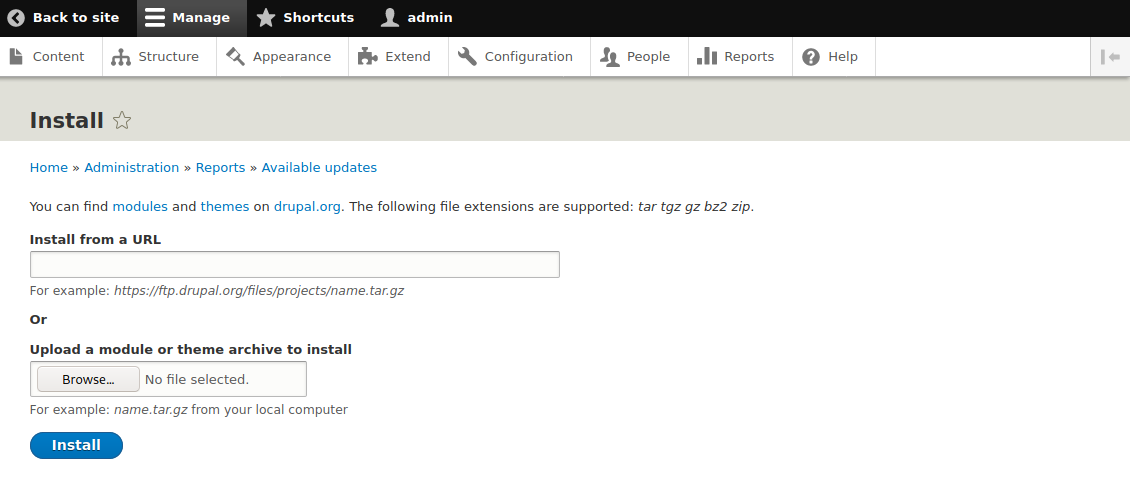 Back to site Manage Shortcuts admin
Content Structure Appearance Extend Configuration People Reports Help
Install
Home » Administration » Reports » Available updates
You can find modules and themes on drupal.org. The following file extensions are supported: tar tgz gz bz2 zip.
Install from a URL
For example: https://ftp.drupal.org/files/projects/name.tar.gz
Or
Upload a module or theme archive to install
Browse... No file selected.
For example: name.tar.gz from your local computer
Install